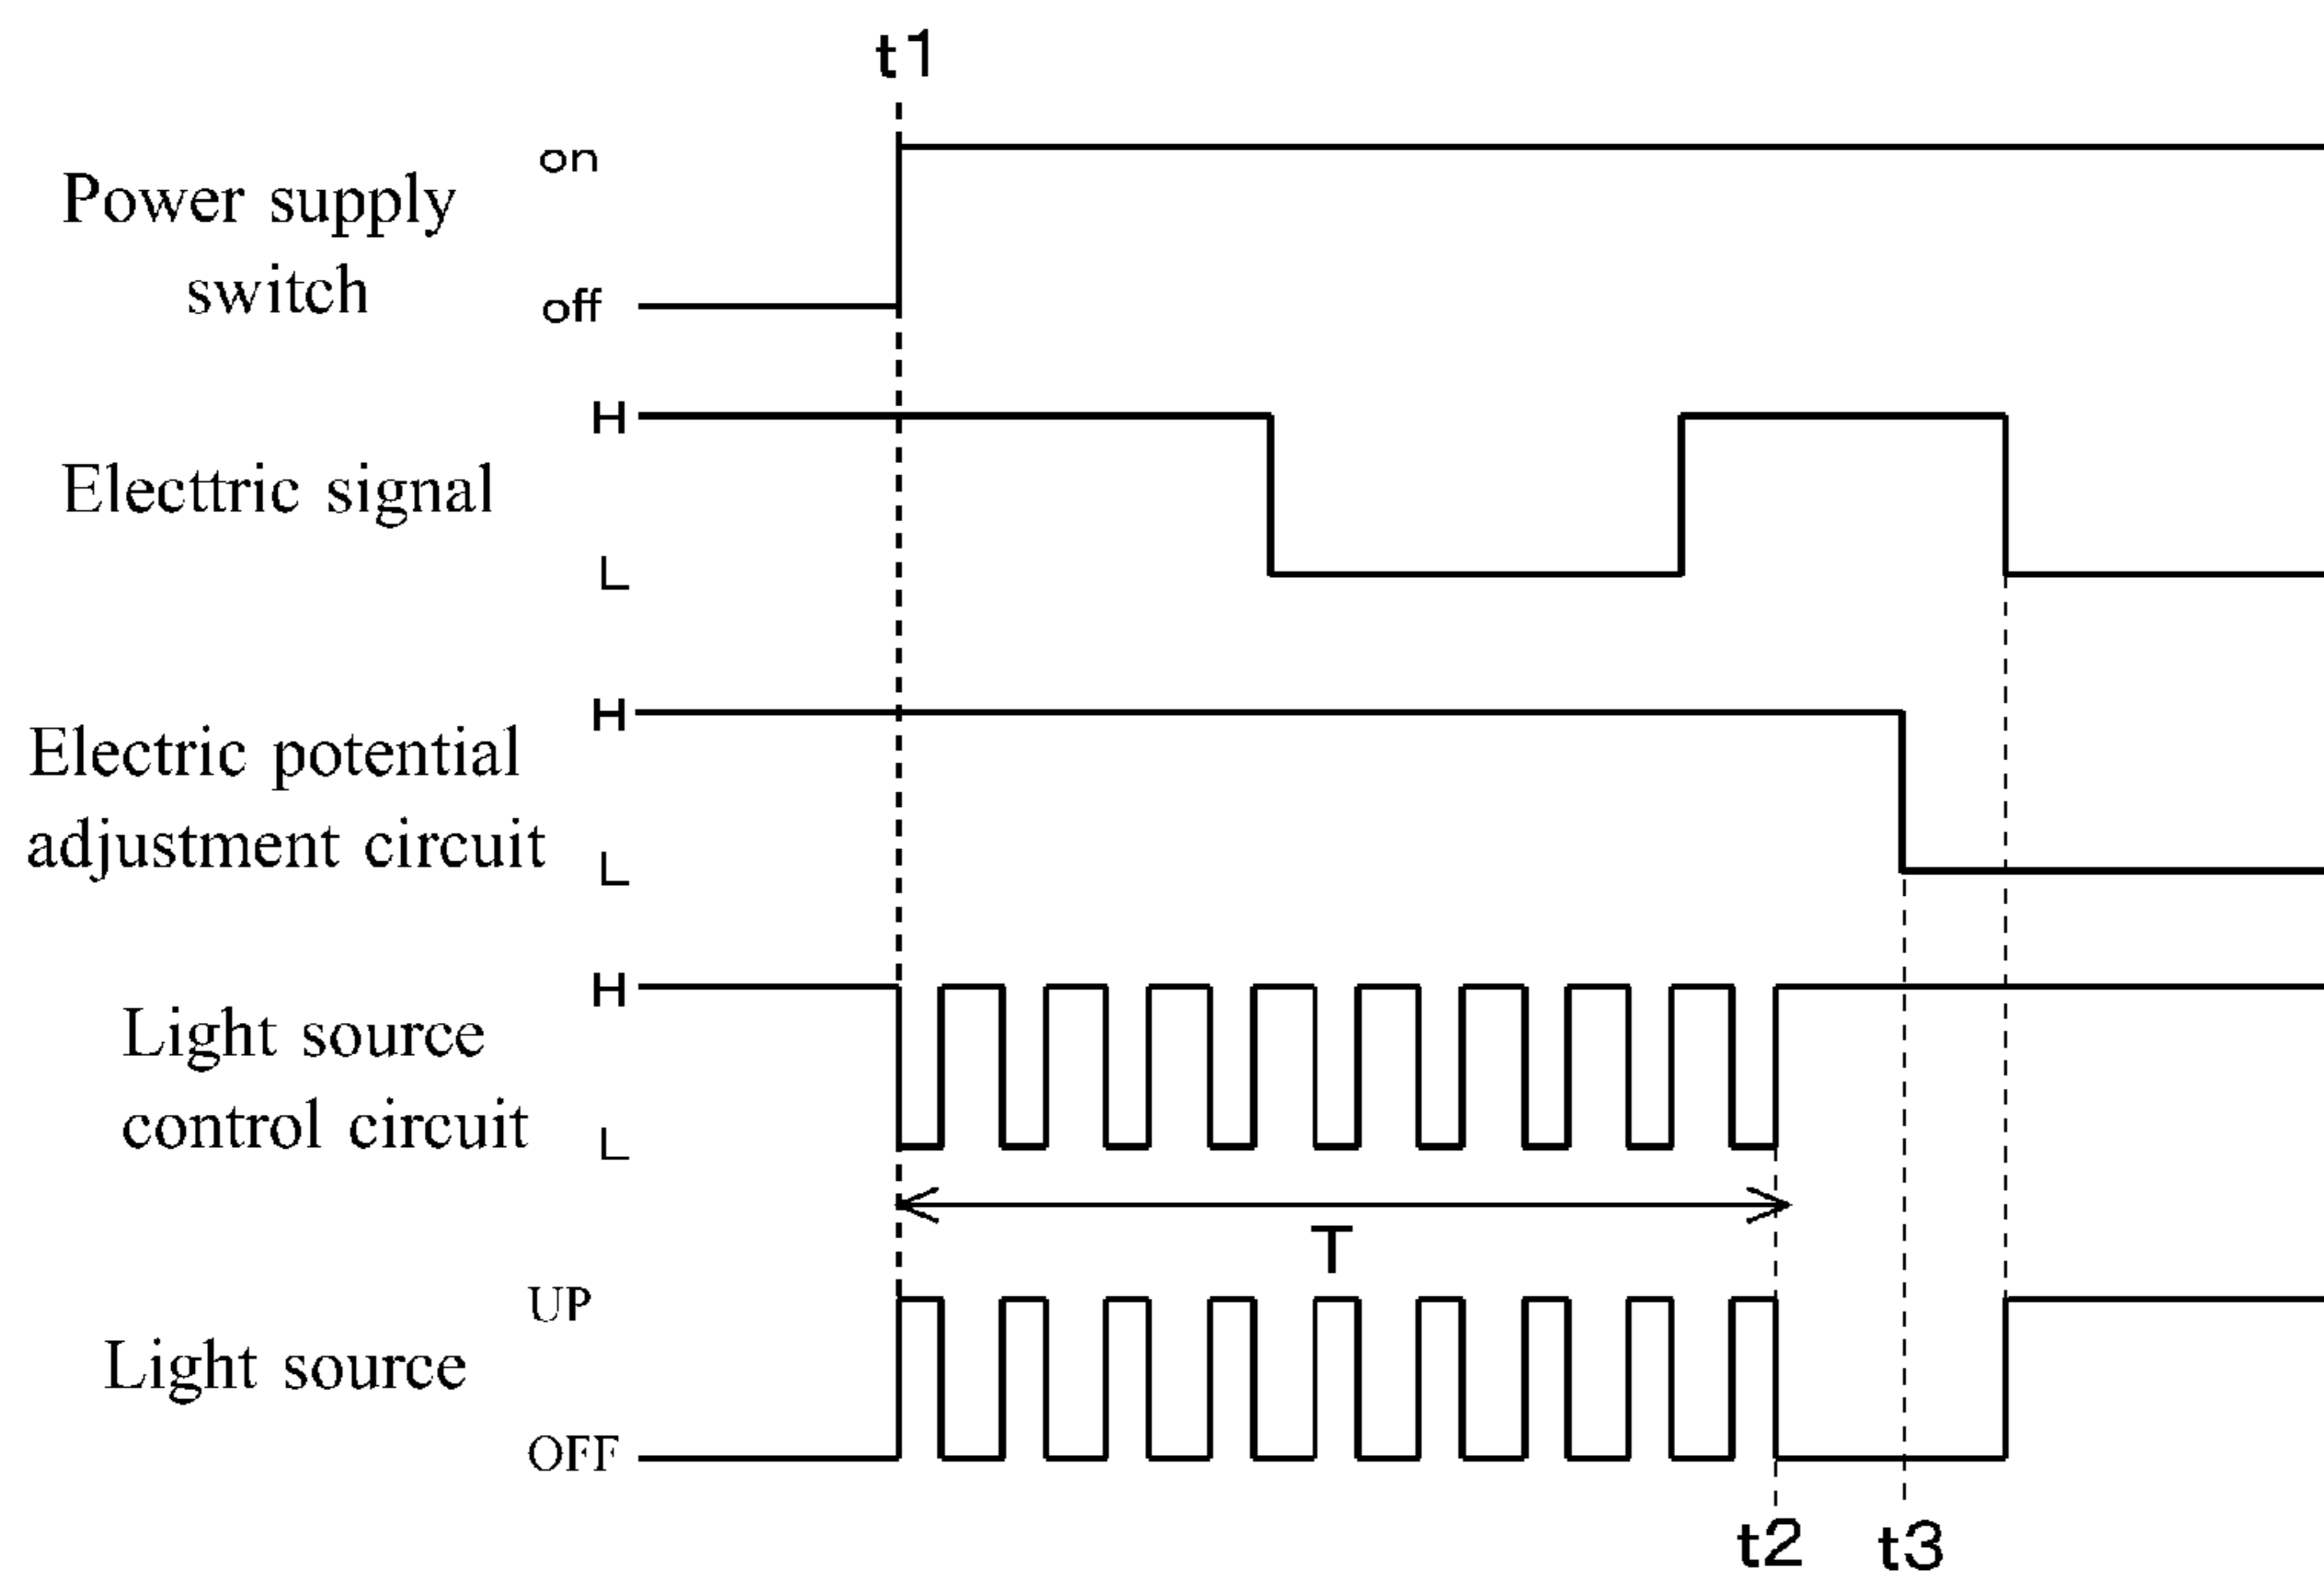 t1
on
Power supply
switch
off
H
Electtric signal
L
H
Electric potential
adjustment circuit
L
H
Light source
control circuit
L
T
UP
Light source
OFF
t2 t3